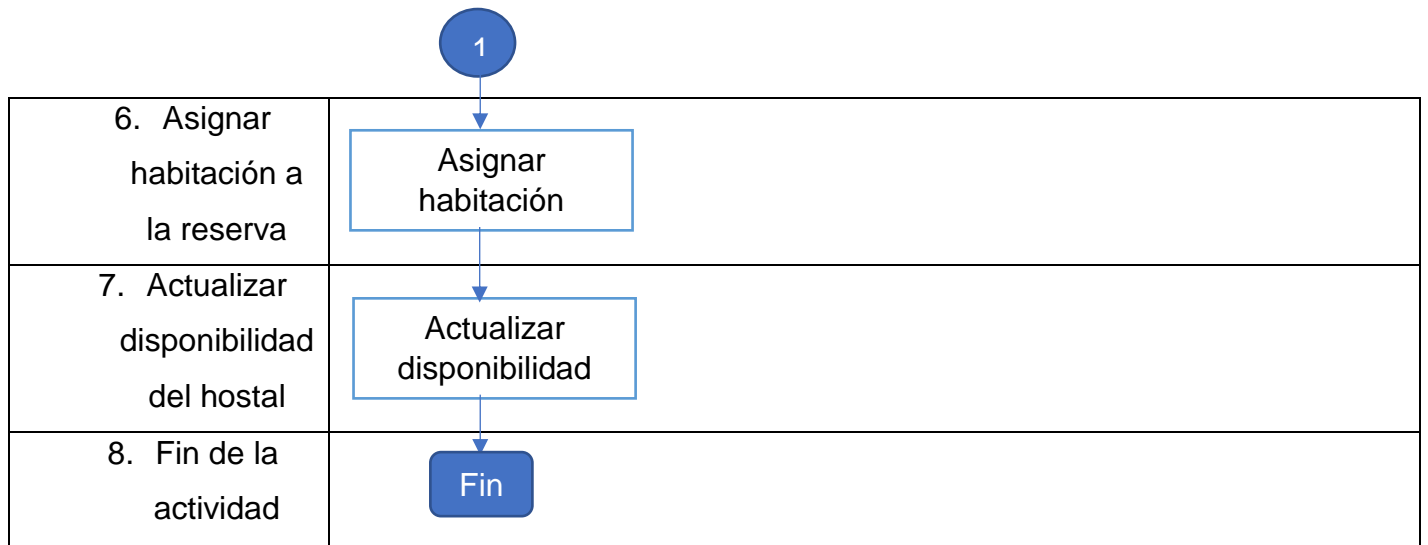 1
6. Asignar
habitación a
la reserva
Asignar
habitación
7. Actualizar
disponibilidad
del hostal
Actualizar
disponibilidad
8. Fin de la
actividad
Fin